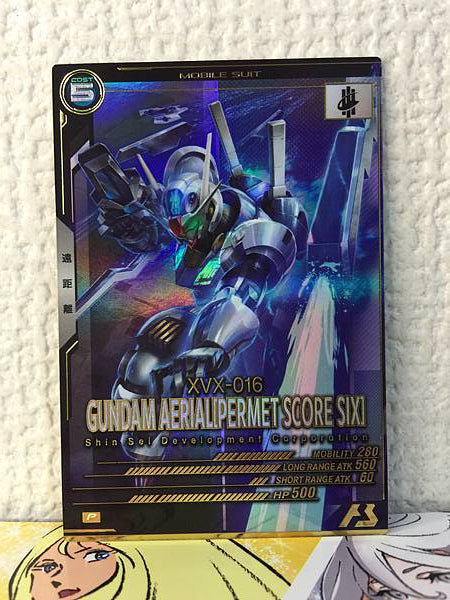 COST
5
MOBILE SUIT
遠距離
XVX-016
GUNDAM AERIAL[PERMET SCORE SIX]
Shin Sei Development Corporation
MOBILITY 280
LONG RANGE ATK 560
SHORT RANGE ATK 60
HP 500
P